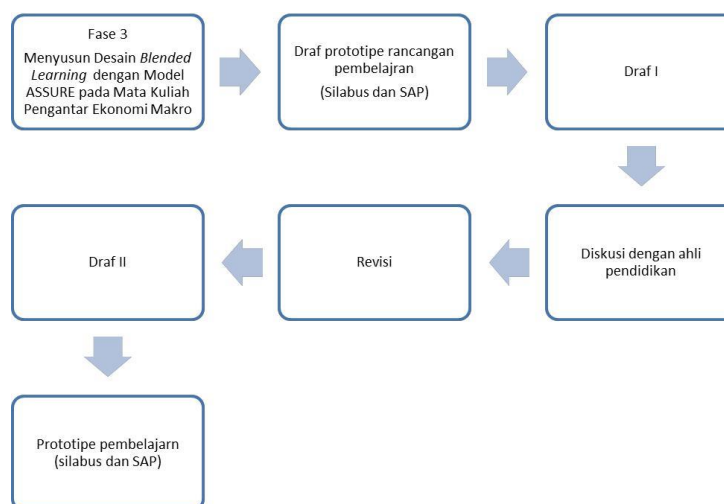 Fase 3
Menyusun Desain Blended
Learning dengan Model
ASSURE pada Mata Kuliah
Pengantar Ekonomi Makro
Draf prototipe rancangan
pembelajran
(Silabus dan SAP)
Draf I
Diskusi dengan ahli
pendidikan
Revisi
Draf II
Prototipe pembelajarn
(silabus dan SAP)